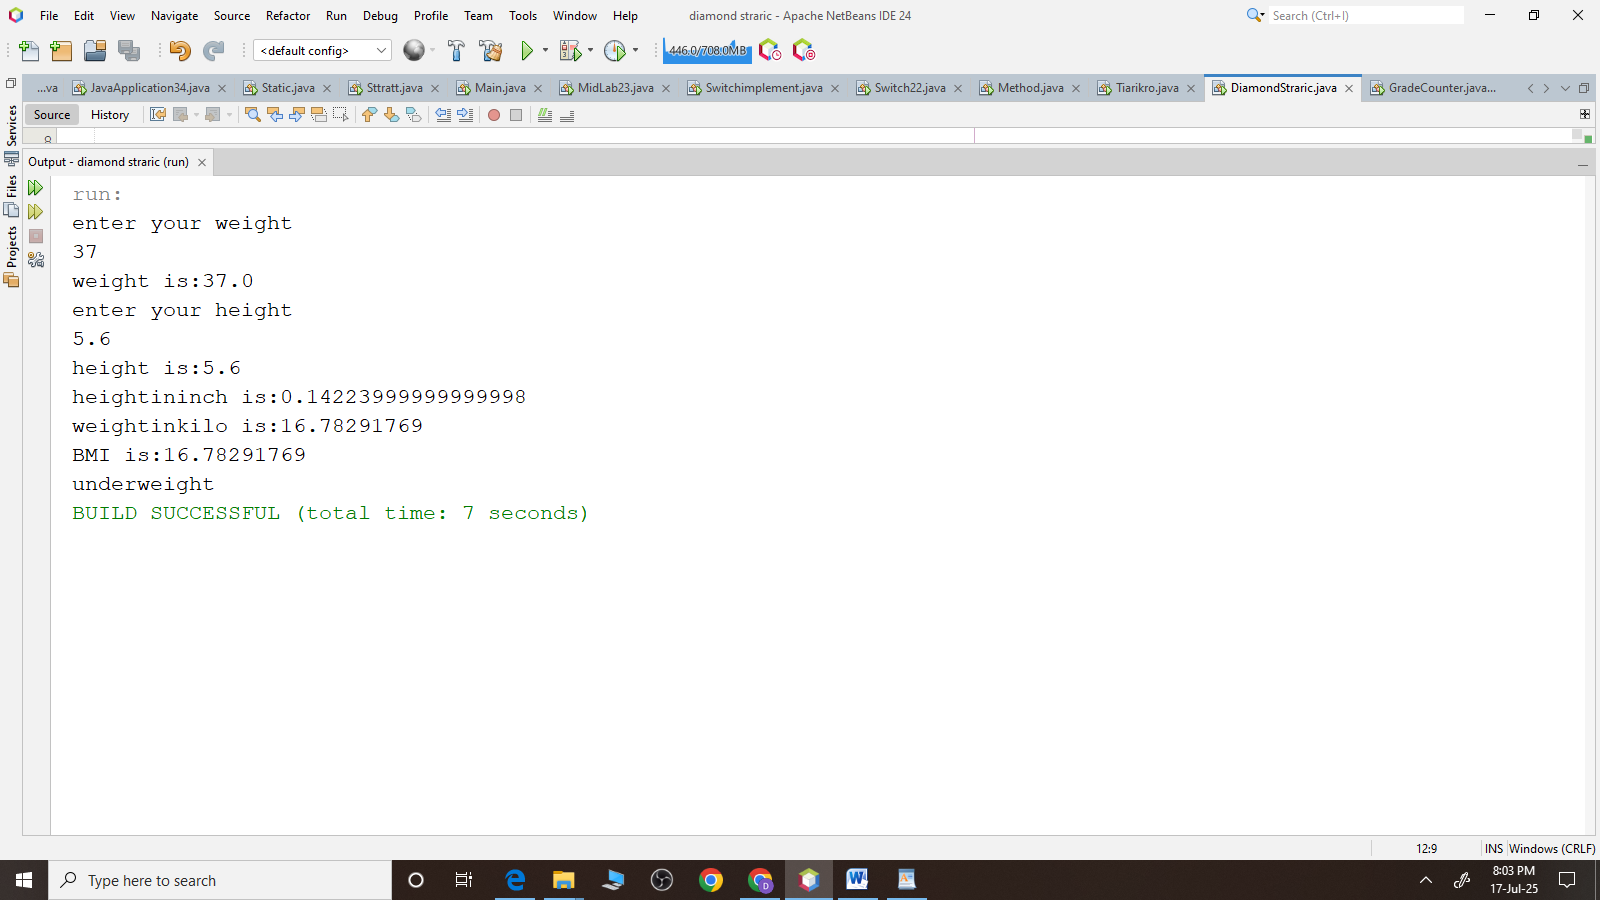 File Edit View Navigate Source Refactor Run Debug Profile Team Tools Window Help diamond straric - Apache NetBeans IDE 24 Search (Ctrl+I)
<default config> 446.0/708.0MB
...va JavaApplication34.java Static.java Sttratt.java Main.java MidLab23.java Switchimplement.java Switch22.java Method.java Tiarikro.java DiamondStraric.java GradeCounter.java...
Source History
8
Services
Files
Projects
Output - diamond straric (run)
run:
enter your weight
37
weight is:37.0
enter your height
5.6
height is:5.6
heightininch is:0.14223999999999998
weightinkilo is:16.78291769
BMI is:16.78291769
underweight
BUILD SUCCESSFUL (total time: 7 seconds)
12:9 INS Windows (CRLF)
Type here to search
8:03 PM
17-Jul-25